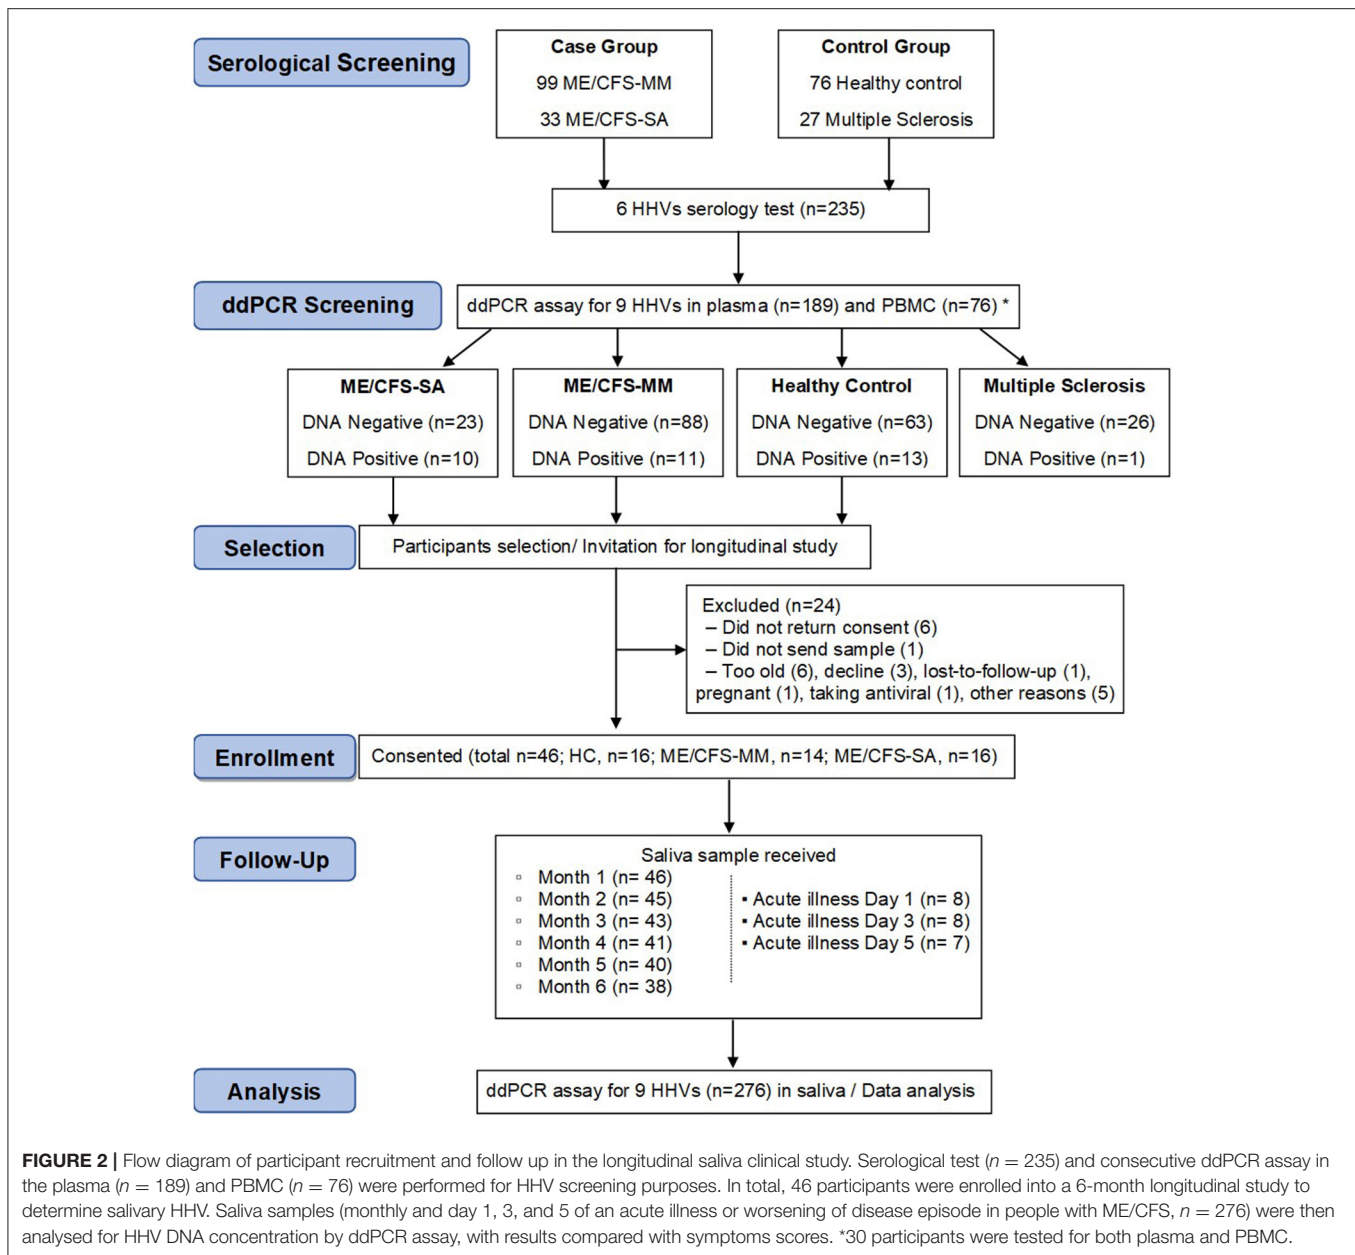 Serological Screening
Case Group
99 ME/CFS-MM
33 ME/CFS-SA
Control Group
76 Healthy control
27 Multiple Sclerosis
6 HHVs serology test (n=235)
ddPCR Screening
ddPCR assay for 9 HHVs in plasma (n=189) and PBMC (n=76) *
ME/CFS-SA
DNA Negative (n=23)
DNA Positive (n=10)
ME/CFS-MM
DNA Negative (n=88)
DNA Positive (n=11)
Healthy Control
DNA Negative (n=63)
DNA Positive (n=13)
Multiple Sclerosis
DNA Negative (n=26)
DNA Positive (n=1)
Selection
Participants selection/ Invitation for longitudinal study
Excluded (n=24)
– Did not return consent (6)
– Did not send sample (1)
– Too old (6), decline (3), lost-to-follow-up (1),
pregnant (1), taking antiviral (1), other reasons (5)
Enrollment
Consented (total n=46; HC, n=16; ME/CFS-MM, n=14; ME/CFS-SA, n=16)
Follow-Up
Saliva sample received
▫ Month 1 (n= 46)
▫ Month 2 (n= 45)
▫ Month 3 (n= 43)
▫ Month 4 (n= 41)
▫ Month 5 (n= 40)
▫ Month 6 (n= 38)
▪ Acute illness Day 1 (n= 8)
▪ Acute illness Day 3 (n= 8)
▪ Acute illness Day 5 (n= 7)
Analysis
ddPCR assay for 9 HHVs (n=276) in saliva / Data analysis
FIGURE 2 | Flow diagram of participant recruitment and follow up in the longitudinal saliva clinical study. Serological test (n = 235) and consecutive ddPCR assay in
the plasma (n = 189) and PBMC (n = 76) were performed for HHV screening purposes. In total, 46 participants were enrolled into a 6-month longitudinal study to
determine salivary HHV. Saliva samples (monthly and day 1, 3, and 5 of an acute illness or worsening of disease episode in people with ME/CFS, n = 276) were then
analysed for HHV DNA concentration by ddPCR assay, with results compared with symptoms scores. *30 participants were tested for both plasma and PBMC.